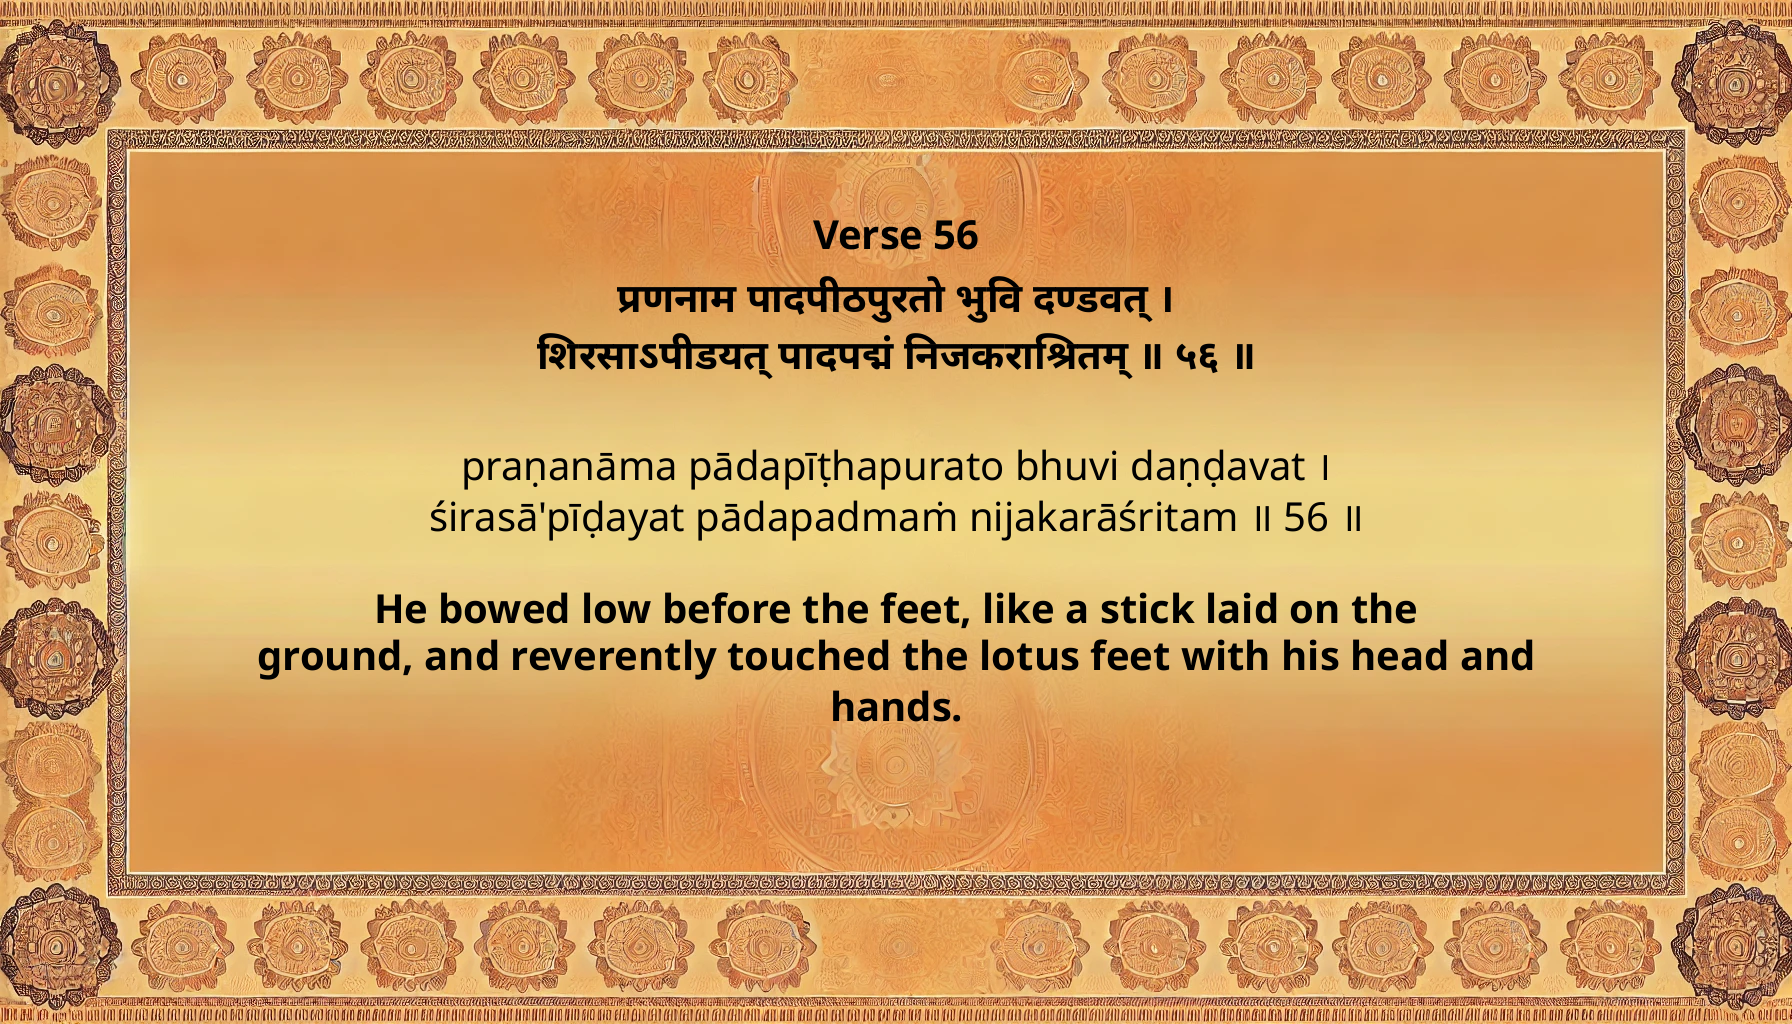 Verse 56
प्रणनाम पादपीठपुरतो भुवि दण्डवत् ।
शिरसाऽपीडयत् पादपद्मं निजकराश्रितम् ॥ ५६ ॥
praṇanāma pādapīṭhapurato bhuvi daṇḍavat ।
śirasā'pīḍayat pādapadmaṁ nijakarāśritam ॥ 56 ॥
He bowed low before the feet, like a stick laid on the
ground, and reverently touched the lotus feet with his head and
hands.